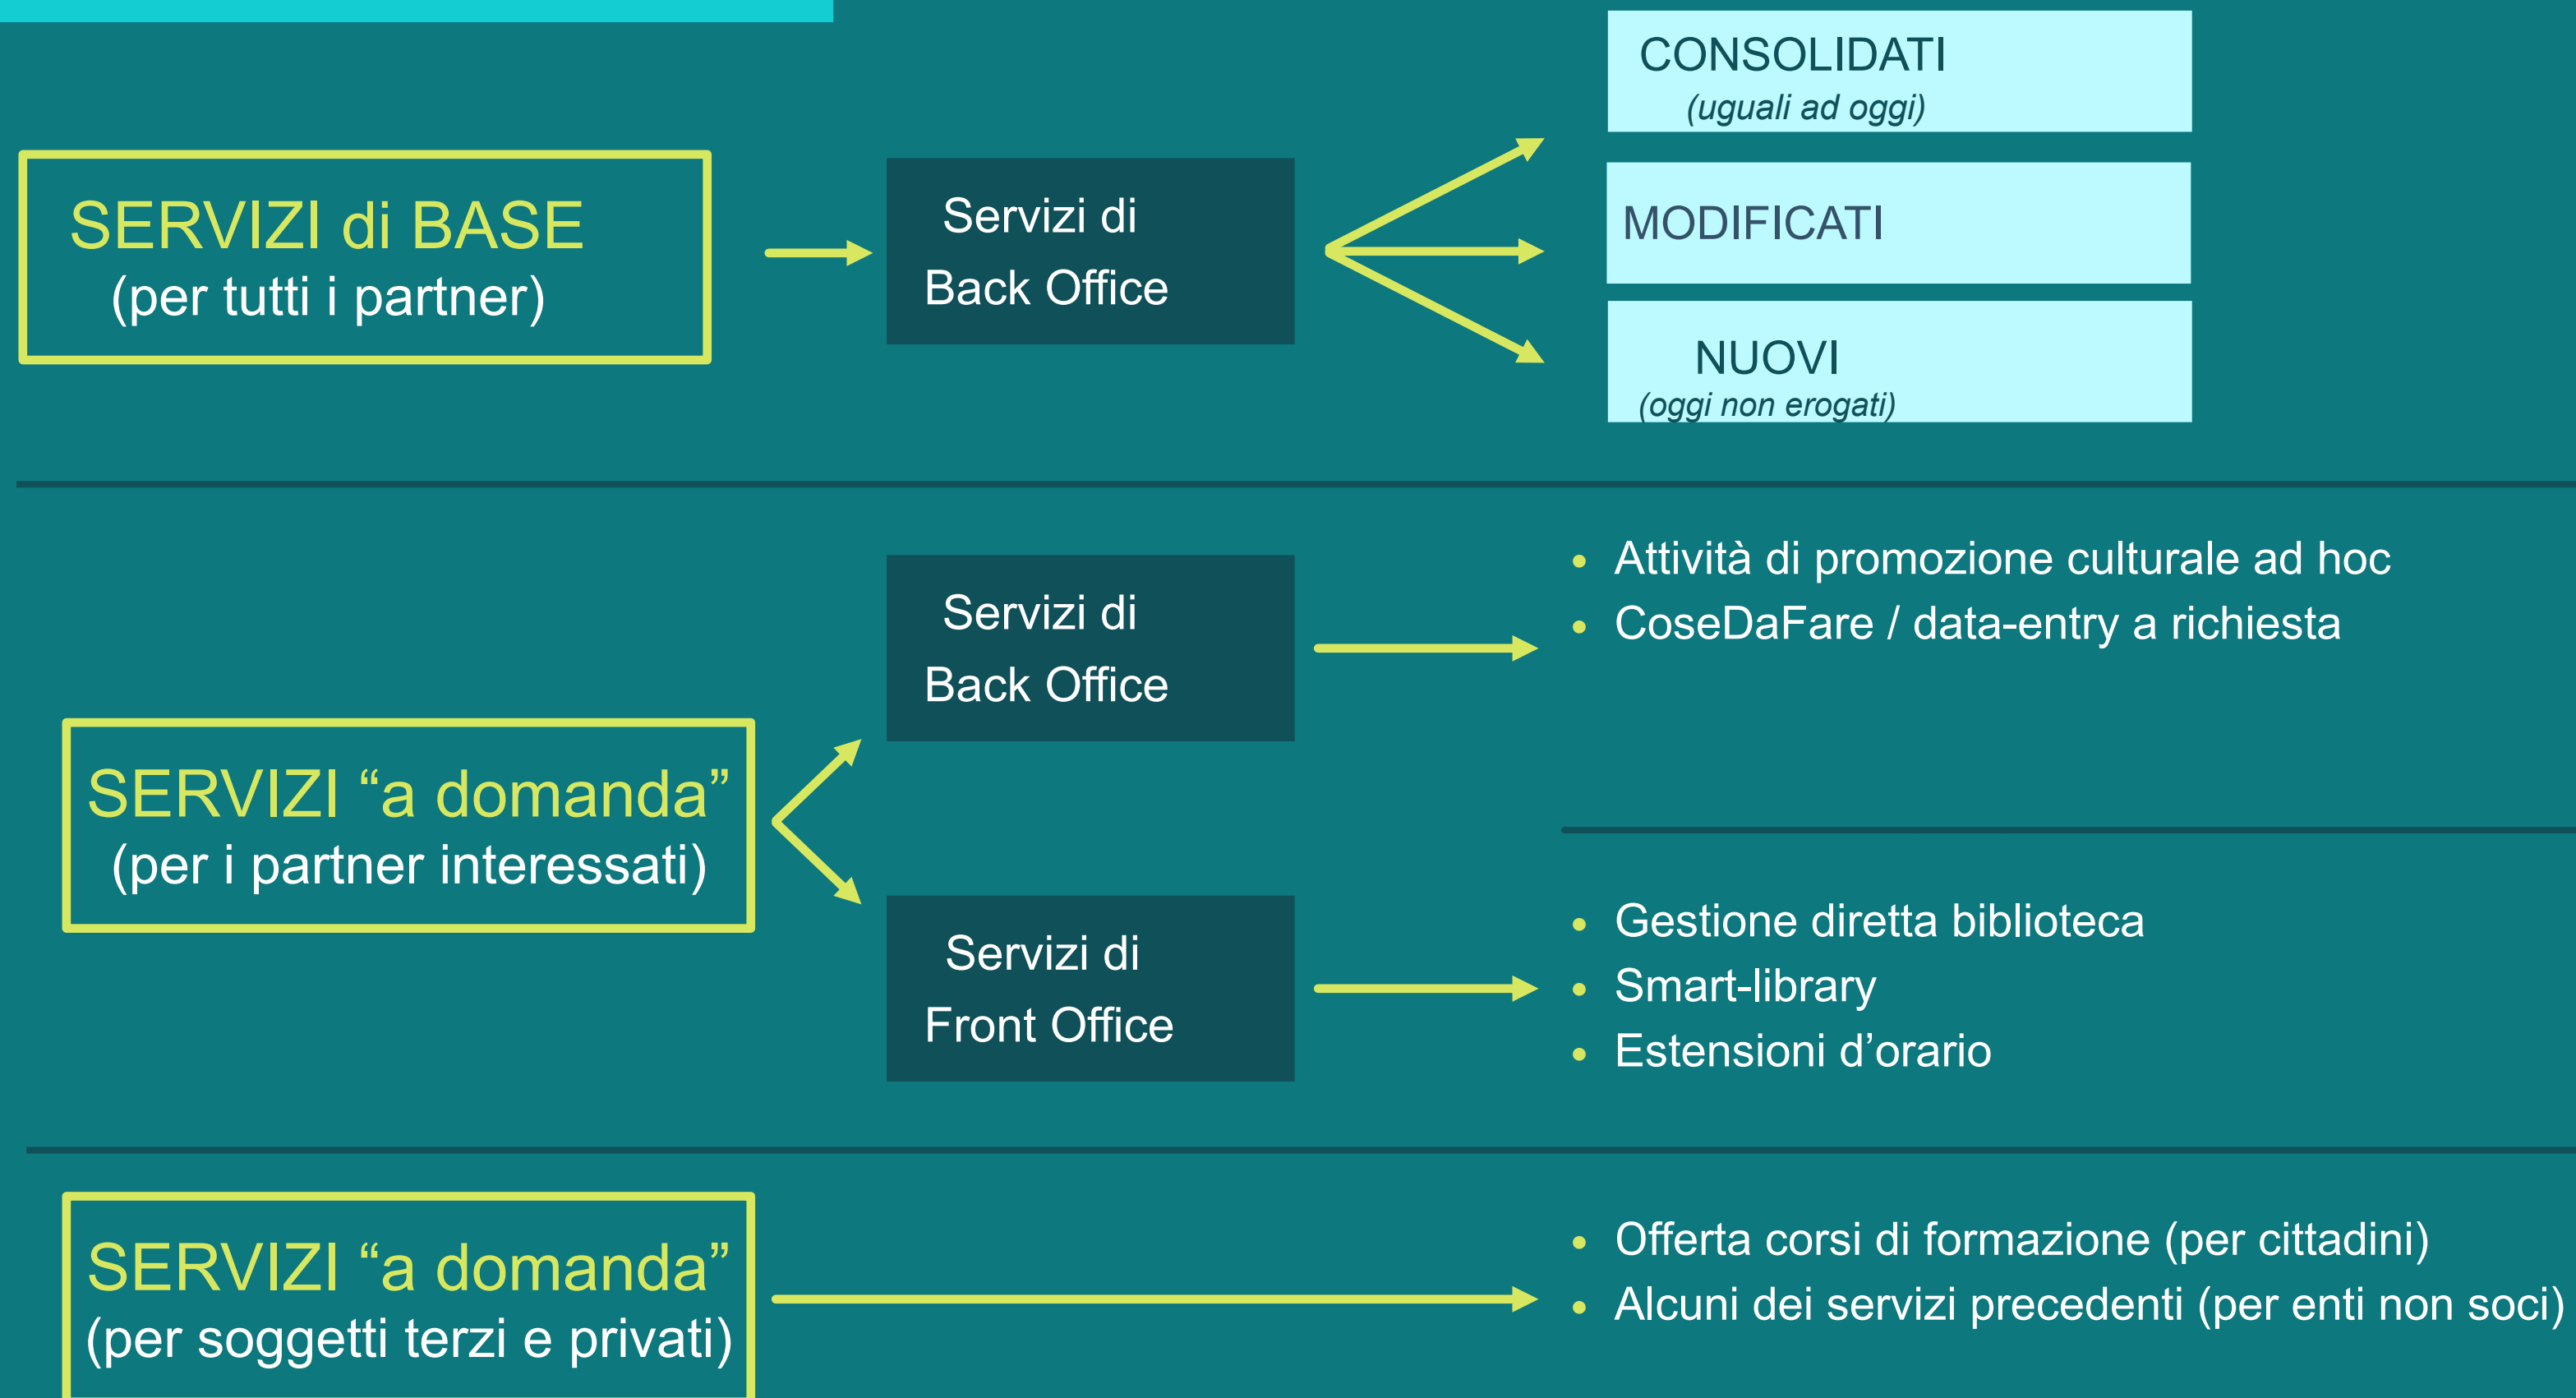 SERVIZI di BASE
(per tutti i partner)
Servizi di
Back Office
CONSOLIDATI
(uguali ad oggi)
MODIFICATI
NUOVI
(oggi non erogati)
SERVIZI “a domanda”
(per i partner interessati)
Servizi di
Back Office
• Attività di promozione culturale ad hoc
• CoseDaFare / data-entry a richiesta
Servizi di
Front Office
• Gestione diretta biblioteca
• Smart-library
• Estensioni d’orario
SERVIZI “a domanda”
(per soggetti terzi e privati)
• Offerta corsi di formazione (per cittadini)
• Alcuni dei servizi precedenti (per enti non soci)